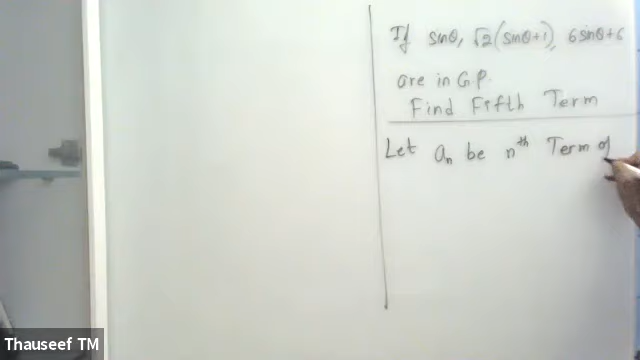 If sinθ, √2(sinθ+1), 6sinθ+6
are in G.P.
Find Fifth Term
Let aₙ be nᵗʰ Term of
Thauseef TM